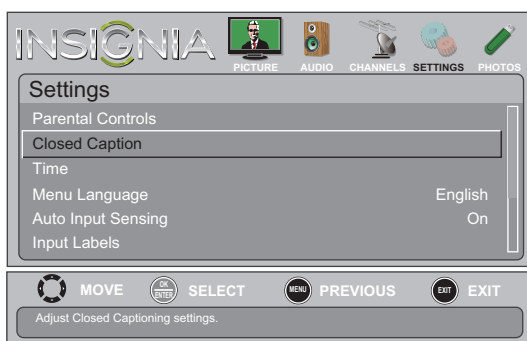 INSIGNIA
PICTURE AUDIO CHANNELS SETTINGS PHOTOS
Settings
Parental Controls
Closed Caption
Time
Menu Language English
Auto Input Sensing On
Input Labels
MOVE OK ENTER SELECT MENU PREVIOUS EXIT EXIT
Adjust Closed Captioning settings.